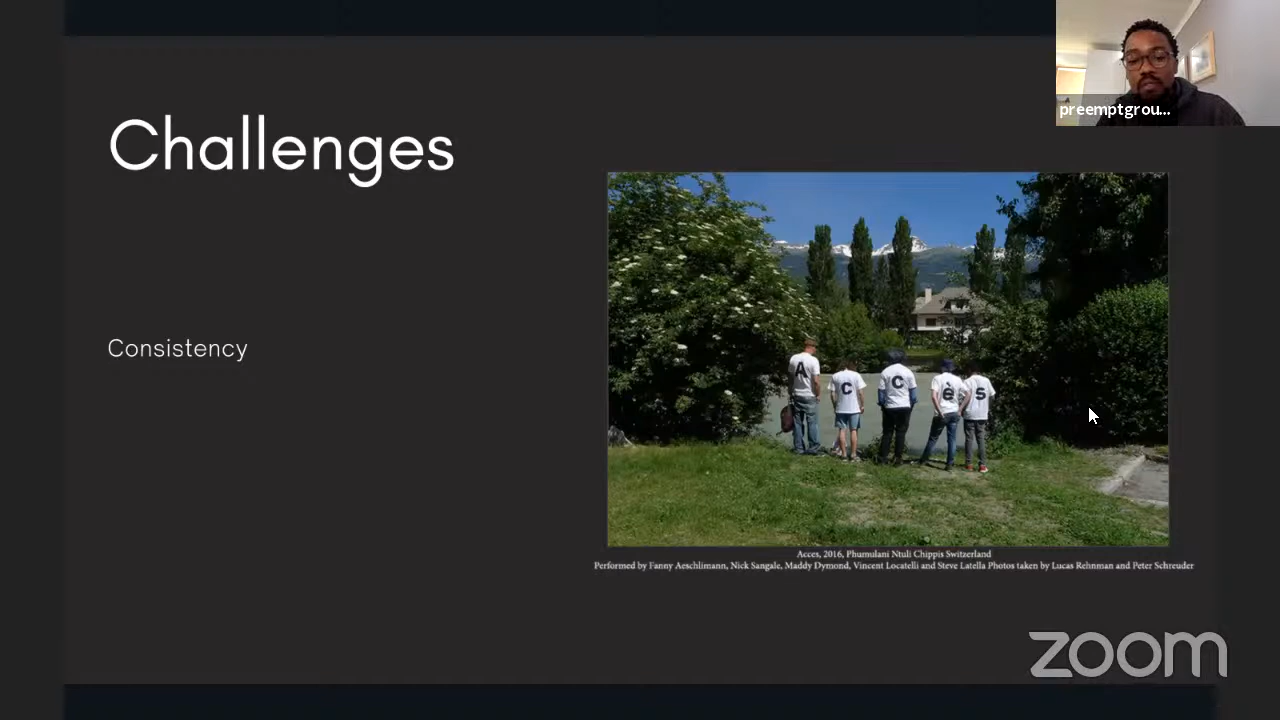 Challenges
preemptgrou...
Consistency
A
c
c
è
s
Acces, 2016, Phumulani Ntuli Chippis Switzerland
Performed by Fanny Aeschlimann, Nick Sangale, Maddy Dymond, Vincent Locatelli and Steve Latella Photos taken by Lucas Rehnman and Peter Schreuder
zoom